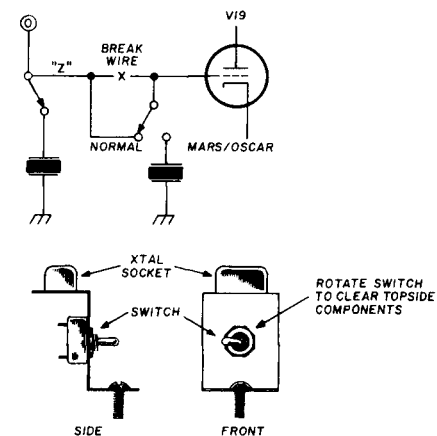 V19
"Z"
BREAK
WIRE
X
NORMAL
MARS/OSCAR
XTAL
SOCKET
SWITCH
ROTATE SWITCH
TO CLEAR TOPSIDE
COMPONENTS
SIDE
FRONT